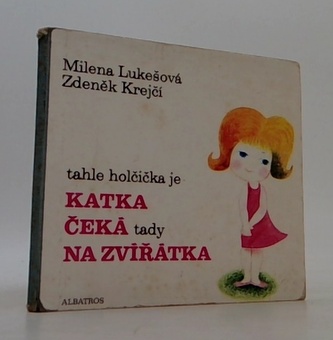 Milena Lukešová
Zdeněk Krejčí
tahle holčička je
KATKA
ČEKÁ tady
NA ZVÍŘÁTKA
ALBATROS